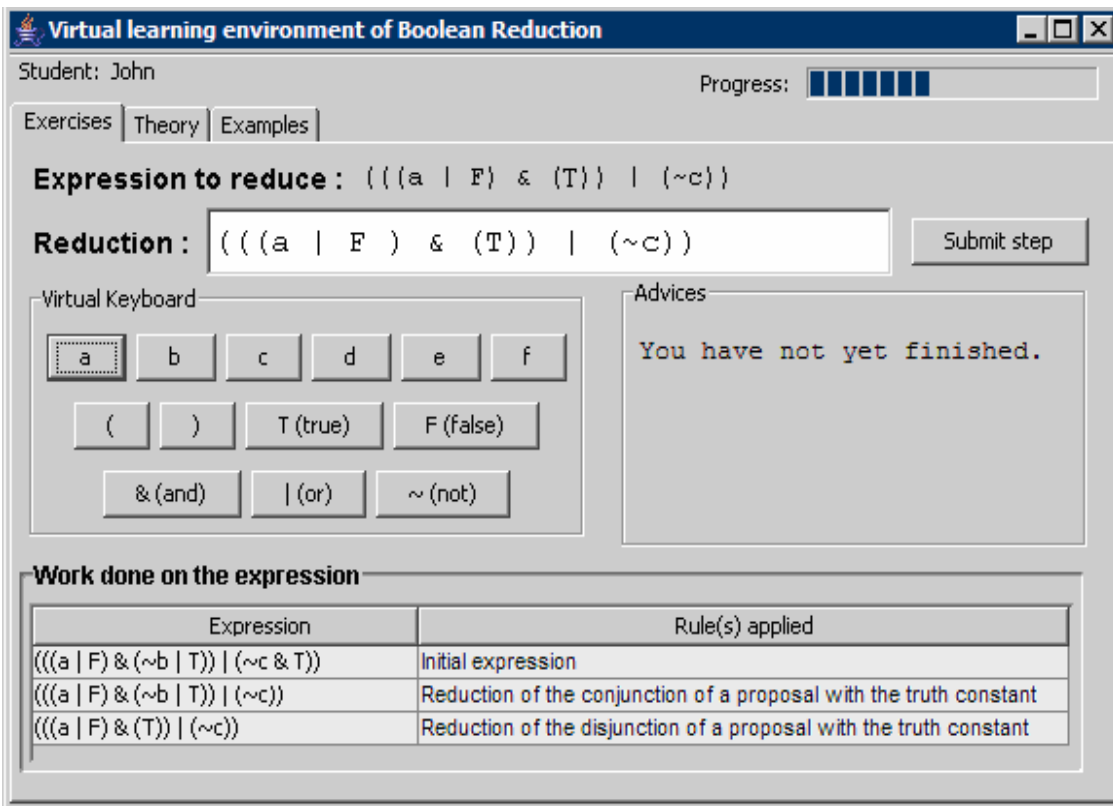 Virtual learning environment of Boolean Reduction
Student: John
Progress:
Exercises Theory Examples
Expression to reduce : (((a | F) & (T)) | (~c))
Reduction : (((a | F ) & (T)) | (~c)) Submit step
Virtual Keyboard
a b c d e f
( ) T (true) F (false)
& (and) | (or) ~ (not)
Advices
You have not yet finished.
Work done on the expression
Expression Rule(s) applied
(((a | F) & (~b | T)) | (~c & T)) Initial expression
(((a | F) & (~b | T)) | (~c)) Reduction of the conjunction of a proposal with the truth constant
(((a | F) & (T)) | (~c)) Reduction of the disjunction of a proposal with the truth constant